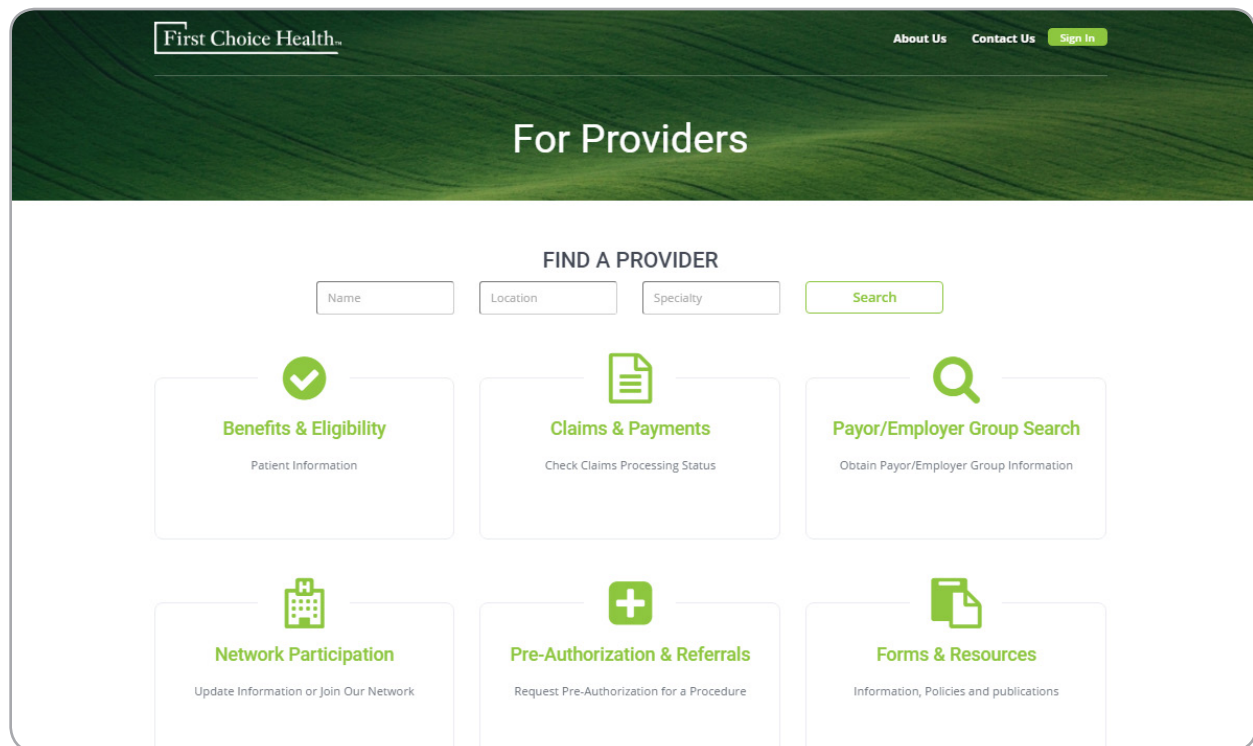 First Choice Health™
About Us Contact Us Sign In
For Providers
FIND A PROVIDER
Name Location Specialty Search
Benefits & Eligibility Claims & Payments Payor/Employer Group Search
Patient Information Check Claims Processing Status Obtain Payor/Employer Group Information
H
Network Participation Pre-Authorization & Referrals Forms & Resources
Update Information or Join Our Network Request Pre-Authorization for a Procedure Information, Policies and publications